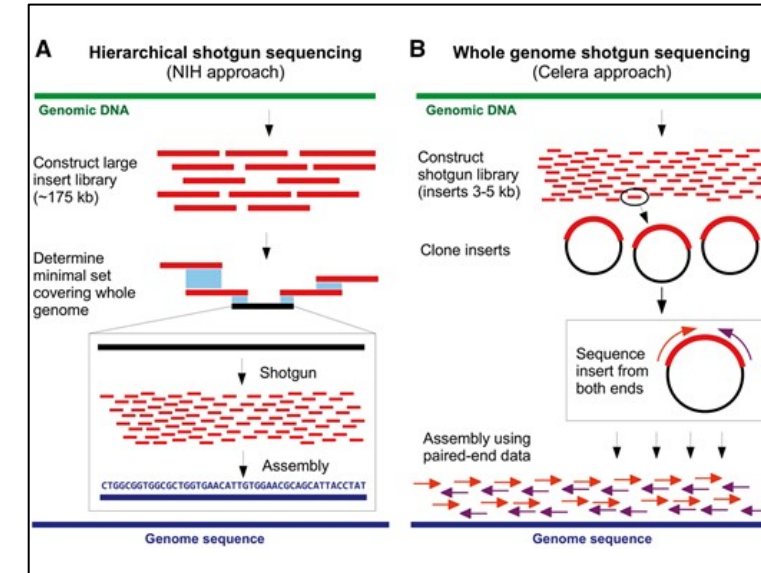 A
Hierarchical shotgun sequencing
(NIH approach)
Genomic DNA
Construct large
insert library
(~175 kb)
Determine
minimal set
covering whole
genome
Shotgun
Assembly
CTGGCGGTGGCGCTGGTGAACATTGTGGAACGCAGCATTACCTAT
Genome sequence
B
Whole genome shotgun sequencing
(Celera approach)
Genomic DNA
Construct
shotgun library
(inserts 3-5 kb)
Clone inserts
Sequence
insert from
both ends
Assembly using
paired-end data
Genome sequence